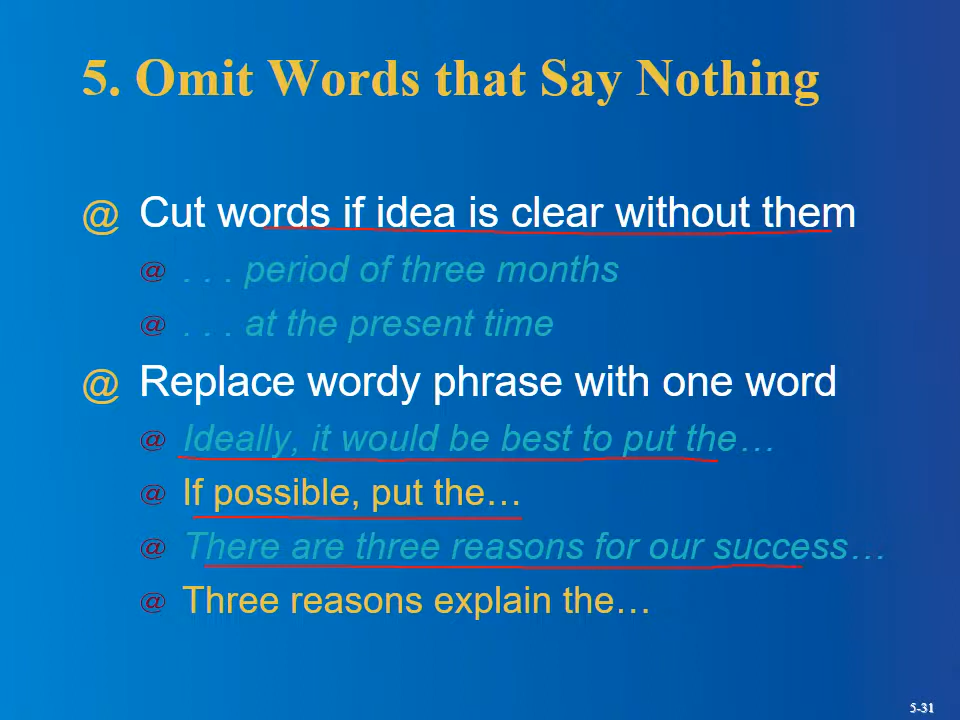 5. Omit Words that Say Nothing
@ Cut words if idea is clear without them
@ . . . period of three months
@ . . . at the present time
@ Replace wordy phrase with one word
@ Ideally, it would be best to put the…
@ If possible, put the…
@ There are three reasons for our success…
@ Three reasons explain the…
5-31